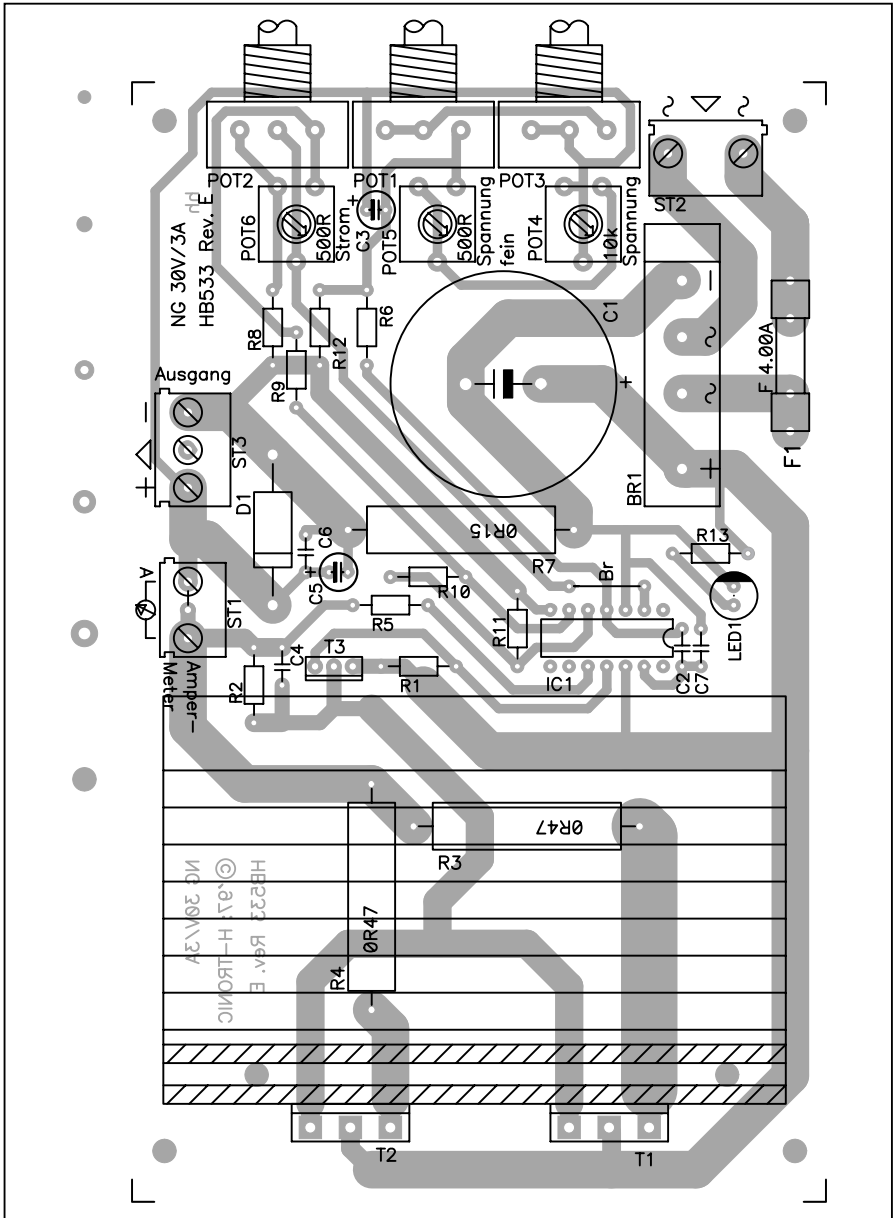 POT2
POT1
POT3
ST2
hh
NG 30V/3A
HB533 Rev. E
POT6
500R
Strom
+
C3
POT5
500R
Spannung
fein
POT4
10k
Spannung
C1
−
~
~
+
BR1
F 4.00A
F1
R8
R9
R12
R6
+
Ausgang
−
+
ST3
D1
C6
+
C5
0R15
R7
R13
LED1
A
ST1
Amper-
Meter
R10
R5
Br
R11
IC1
C2
C7
R2
C4
T3
R1
R3
0R47
R4
0R47
HB533 Rev. E
©'97: H-TRONIC
NG 30V/3A
T2
T1